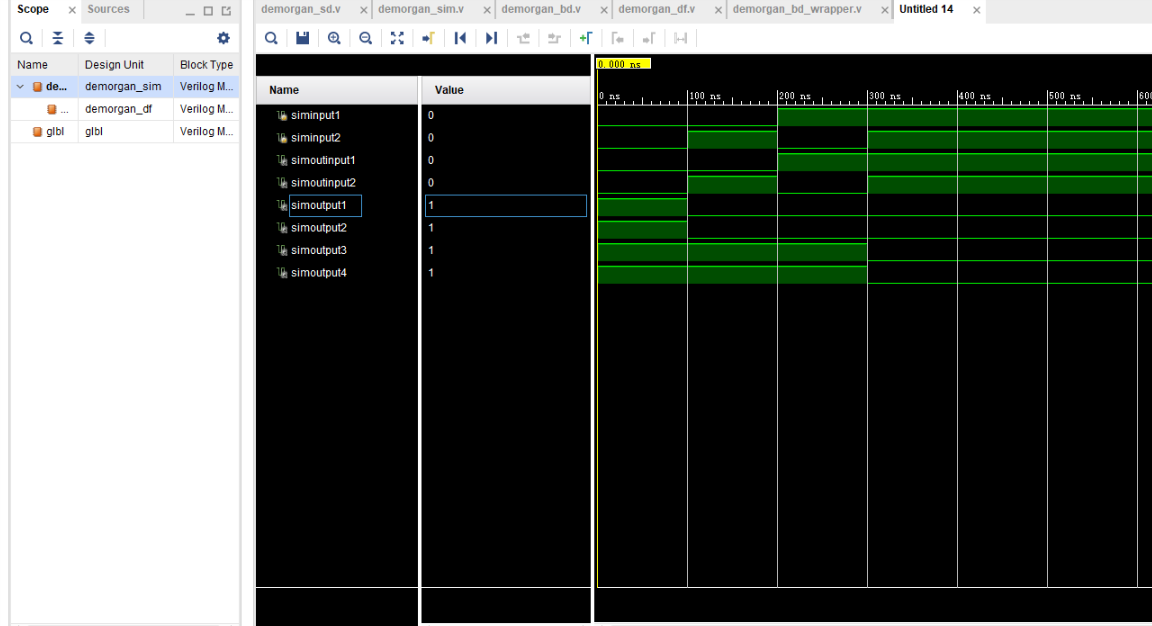 Scope × Sources
Name Design Unit Block Type
de... demorgan_sim Verilog M...
... demorgan_df Verilog M...
glbl glbl Verilog M...
demorgan_sd.v × demorgan_sim.v × demorgan_bd.v × demorgan_df.v × demorgan_bd_wrapper.v × Untitled 14 ×
Name Value
siminput1 0
siminput2 0
simoutinput1 0
simoutinput2 0
simoutput1 1
simoutput2 1
simoutput3 1
simoutput4 1
0.000 ns
0 ns 100 ns 200 ns 300 ns 400 ns 500 ns 600